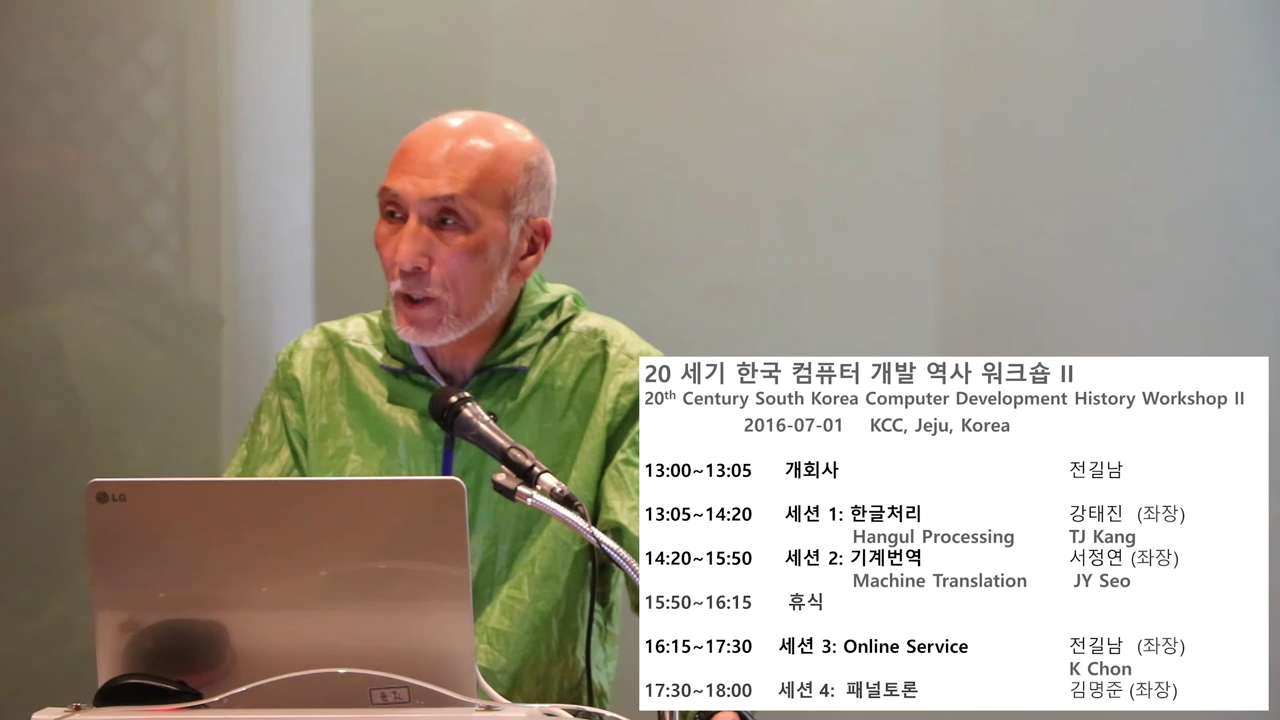 LG
20 세기 한국 컴퓨터 개발 역사 워크숍 II
20th Century South Korea Computer Development History Workshop II
2016-07-01 KCC, Jeju, Korea
13:00~13:05 개회사 전길남
13:05~14:20 세션 1: 한글처리 강태진 (좌장)
Hangul Processing TJ Kang
14:20~15:50 세션 2: 기계번역 서정연 (좌장)
Machine Translation JY Seo
15:50~16:15 휴식
16:15~17:30 세션 3: Online Service 전길남 (좌장)
K Chon
17:30~18:00 세션 4: 패널토론 김명준 (좌장)